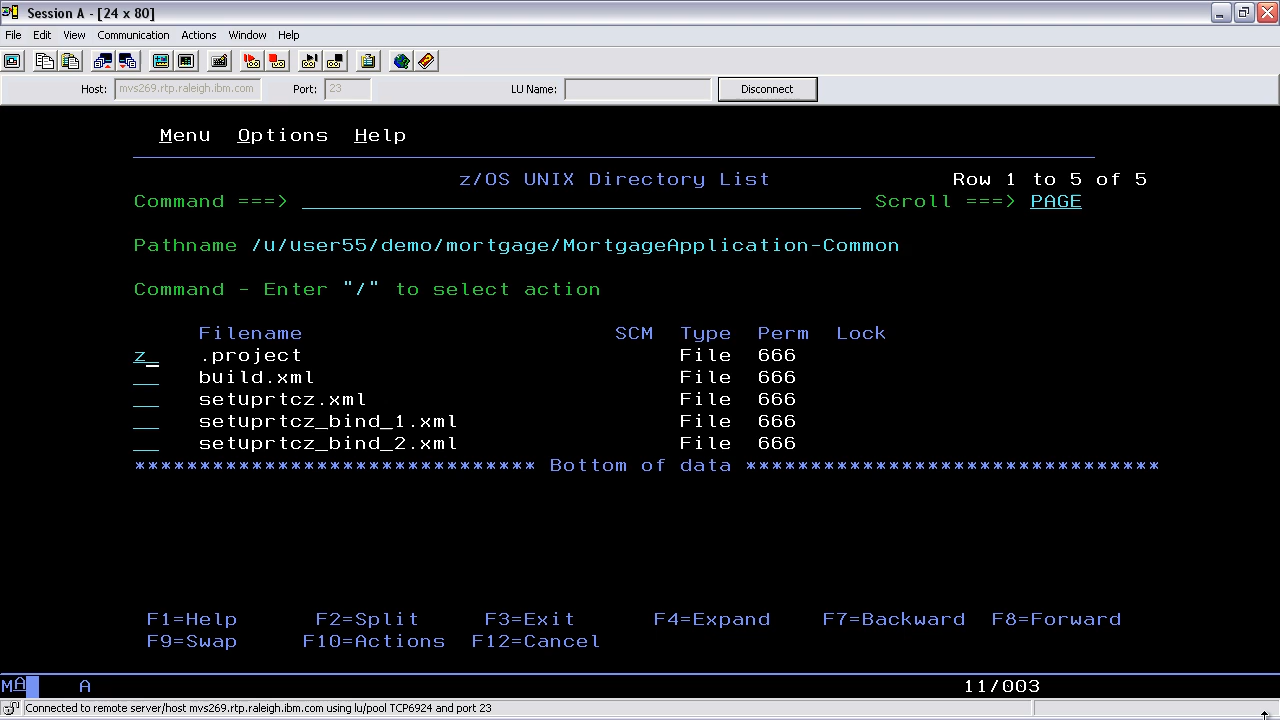 Session A - [24 x 80]
File Edit View Communication Actions Window Help
Host: mvs269.rtp.raleigh.ibm.com Port: 23 LU Name: Disconnect
Menu Options Help
z/OS UNIX Directory List Row 1 to 5 of 5
Command ===> Scroll ===> PAGE
Pathname /u/user55/demo/mortgage/MortgageApplication-Common
Command - Enter "/" to select action
Filename SCM Type Perm Lock
z_ .project File 666
__ build.xml File 666
__ setuprtcz.xml File 666
__ setuprtcz_bind_1.xml File 666
__ setuprtcz_bind_2.xml File 666
******************************* Bottom of data ********************************
F1=Help F2=Split F3=Exit F4=Expand F7=Backward F8=Forward
F9=Swap F10=Actions F12=Cancel
MA A 11/003
Connected to remote server/host mvs269.rtp.raleigh.ibm.com using lu/pool TCP6924 and port 23